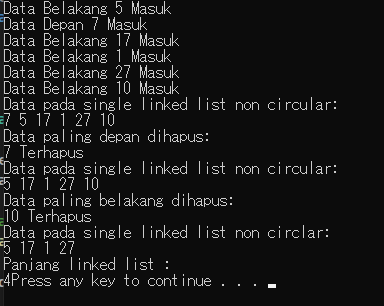 Data Belakang 5 Masuk
Data Depan 7 Masuk
Data Belakang 17 Masuk
Data Belakang 1 Masuk
Data Belakang 27 Masuk
Data Belakang 10 Masuk
Data pada single linked list non circular:
7 5 17 1 27 10
Data paling depan dihapus:
7 Terhapus
Data pada single linked list non circular:
5 17 1 27 10
Data paling belakang dihapus:
10 Terhapus
Data pada single linked list non circlar:
5 17 1 27
Panjang linked list :
4Press any key to continue . . .